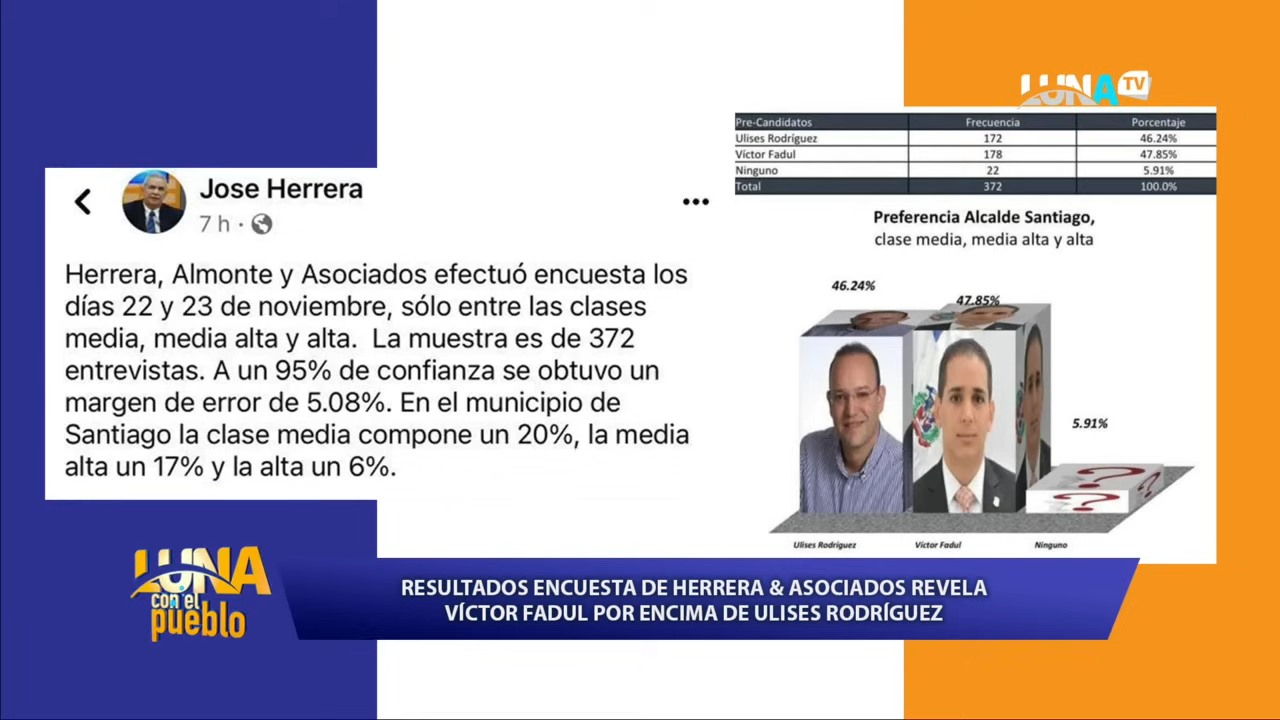 LUNA TV
Jose Herrera
7 h ·
Herrera, Almonte y Asociados efectuó encuesta los
días 22 y 23 de noviembre, sólo entre las clases
media, media alta y alta. La muestra es de 372
entrevistas. A un 95% de confianza se obtuvo un
margen de error de 5.08%. En el municipio de
Santiago la clase media compone un 20%, la media
alta un 17% y la alta un 6%.
Pre-Candidatos Frecuencia Porcentaje
Ulises Rodríguez 172 46.24%
Víctor Fadul 178 47.85%
Ninguno 22 5.91%
Total 372 100.0%
Preferencia Alcalde Santiago,
clase media, media alta y alta
46.24%
47.85%
5.91%
? ? ?
Ulises Rodríguez Víctor Fadul Ninguno
LUNA
con el
pueblo
RESULTADOS ENCUESTA DE HERRERA & ASOCIADOS REVELA
VÍCTOR FADUL POR ENCIMA DE ULISES RODRÍGUEZ